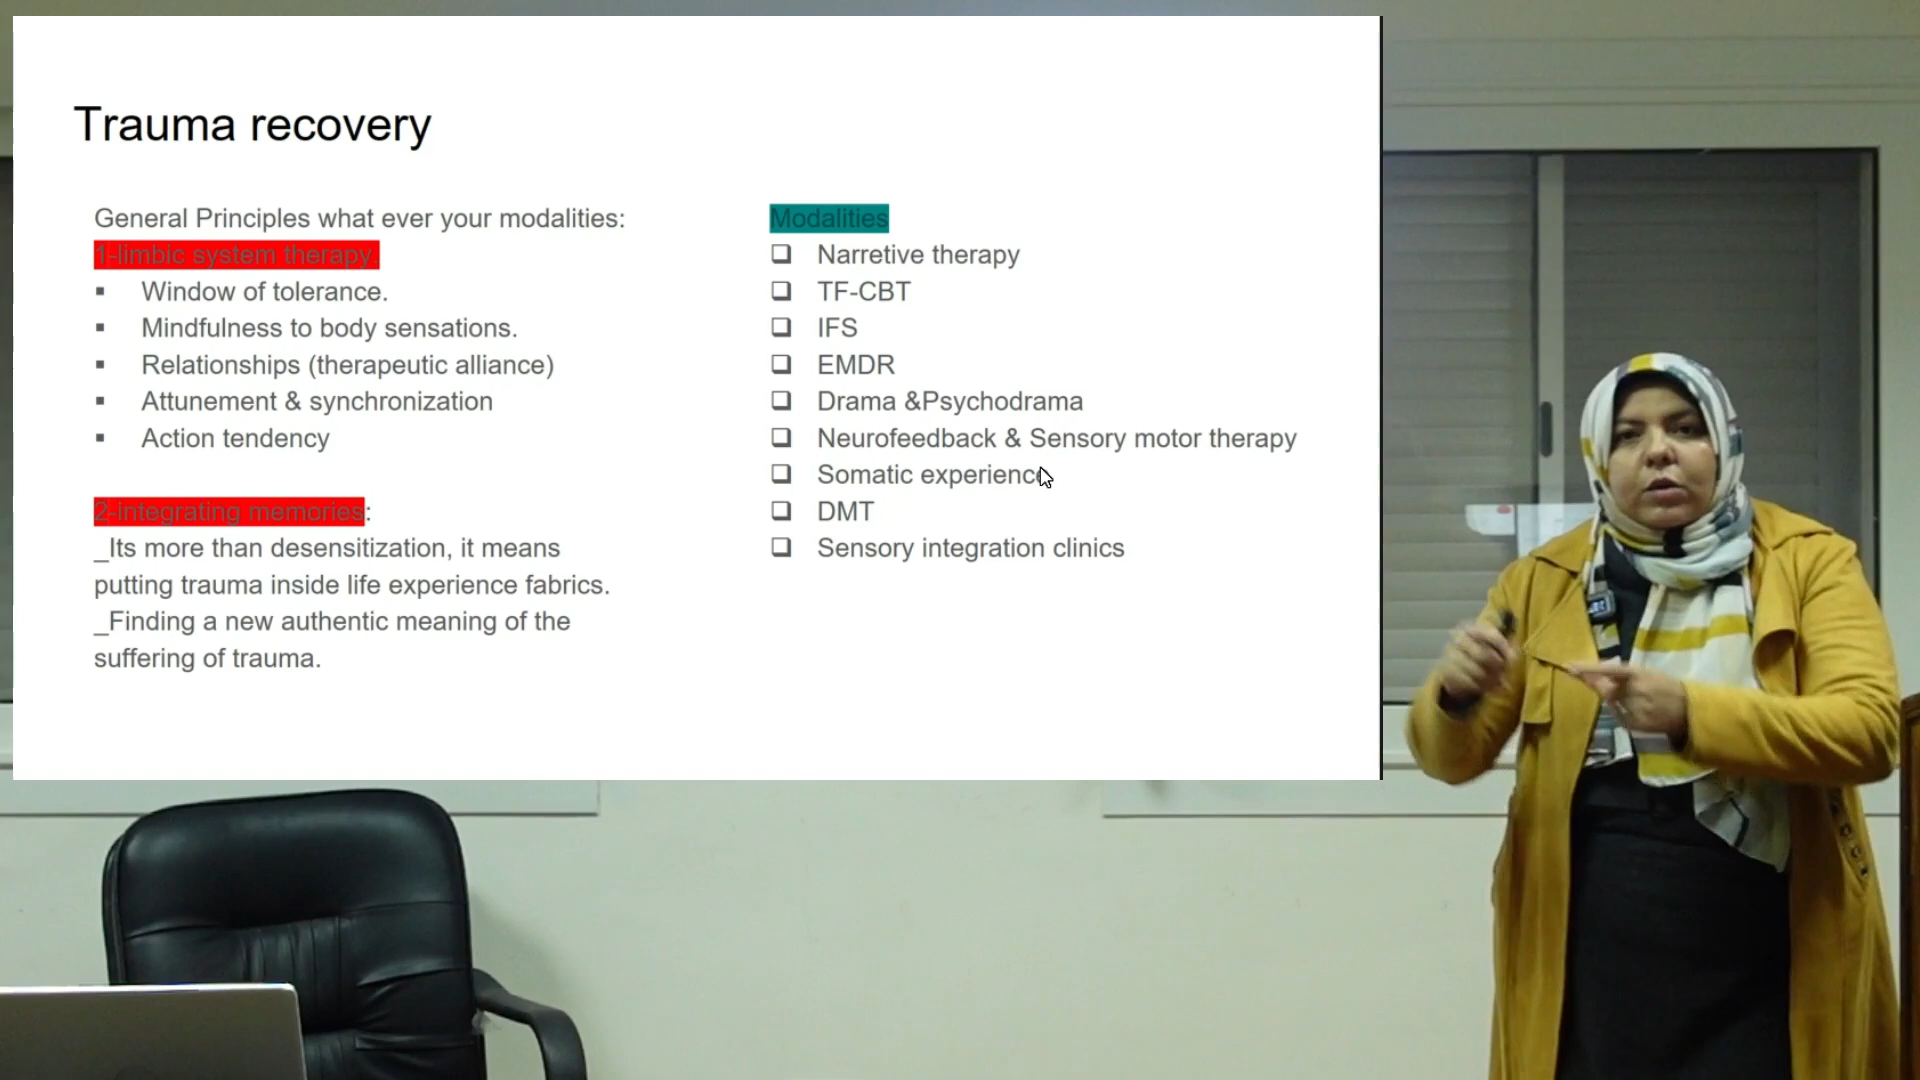 Trauma recovery
General Principles what ever your modalities:
1-limbic system therapy.
▪ Window of tolerance.
▪ Mindfulness to body sensations.
▪ Relationships (therapeutic alliance)
▪ Attunement & synchronization
▪ Action tendency
2-integrating memories:
_Its more than desensitization, it means
putting trauma inside life experience fabrics.
_Finding a new authentic meaning of the
suffering of trauma.
Modalities
❑ Narretive therapy
❑ TF-CBT
❑ IFS
❑ EMDR
❑ Drama &Psychodrama
❑ Neurofeedback & Sensory motor therapy
❑ Somatic experience
❑ DMT
❑ Sensory integration clinics